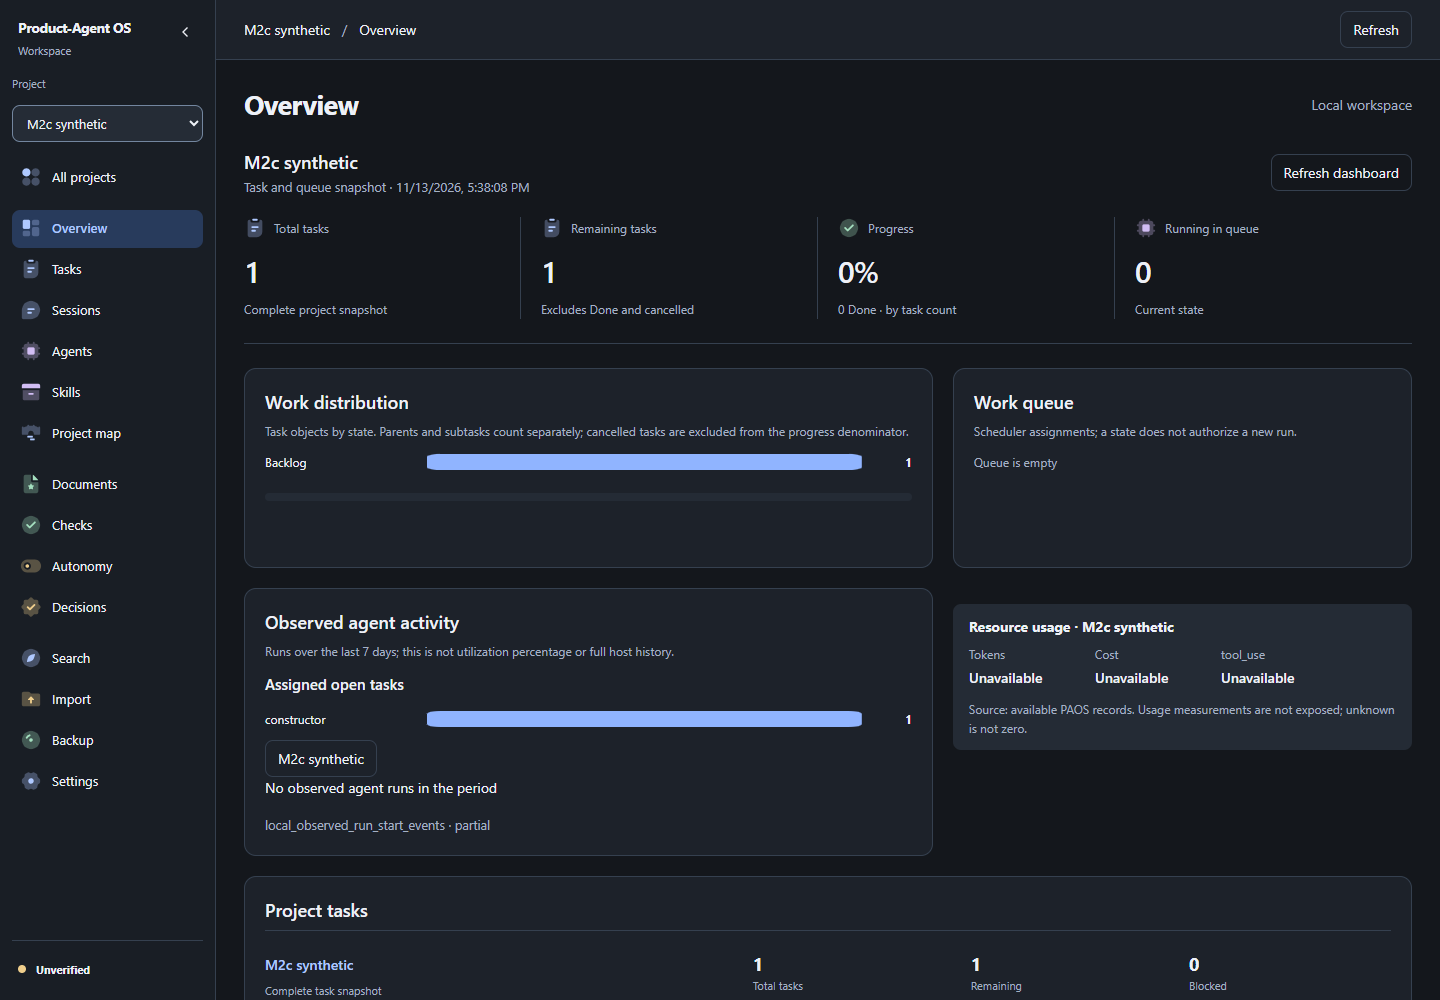 Product-Agent OS
Workspace
Project
M2c synthetic
All projects
Overview
Tasks
Sessions
Agents
Skills
Project map
Documents
Checks
Autonomy
Decisions
Search
Import
Backup
Settings
Unverified
M2c synthetic / Overview
Refresh
Overview
Local workspace
M2c synthetic
Task and queue snapshot · 11/13/2026, 5:38:08 PM
Refresh dashboard
Total tasks
1
Complete project snapshot
Remaining tasks
1
Excludes Done and cancelled
Progress
0%
0 Done · by task count
Running in queue
0
Current state
Work distribution
Task objects by state. Parents and subtasks count separately; cancelled tasks are excluded from the progress denominator.
Backlog 1
Work queue
Scheduler assignments; a state does not authorize a new run.
Queue is empty
Observed agent activity
Runs over the last 7 days; this is not utilization percentage or full host history.
Assigned open tasks
constructor 1
M2c synthetic
No observed agent runs in the period
local_observed_run_start_events · partial
Resource usage · M2c synthetic
Tokens Cost tool_use
Unavailable Unavailable Unavailable
Source: available PAOS records. Usage measurements are not exposed; unknown
is not zero.
Project tasks
M2c synthetic
Complete task snapshot
1
Total tasks
1
Remaining
0
Blocked